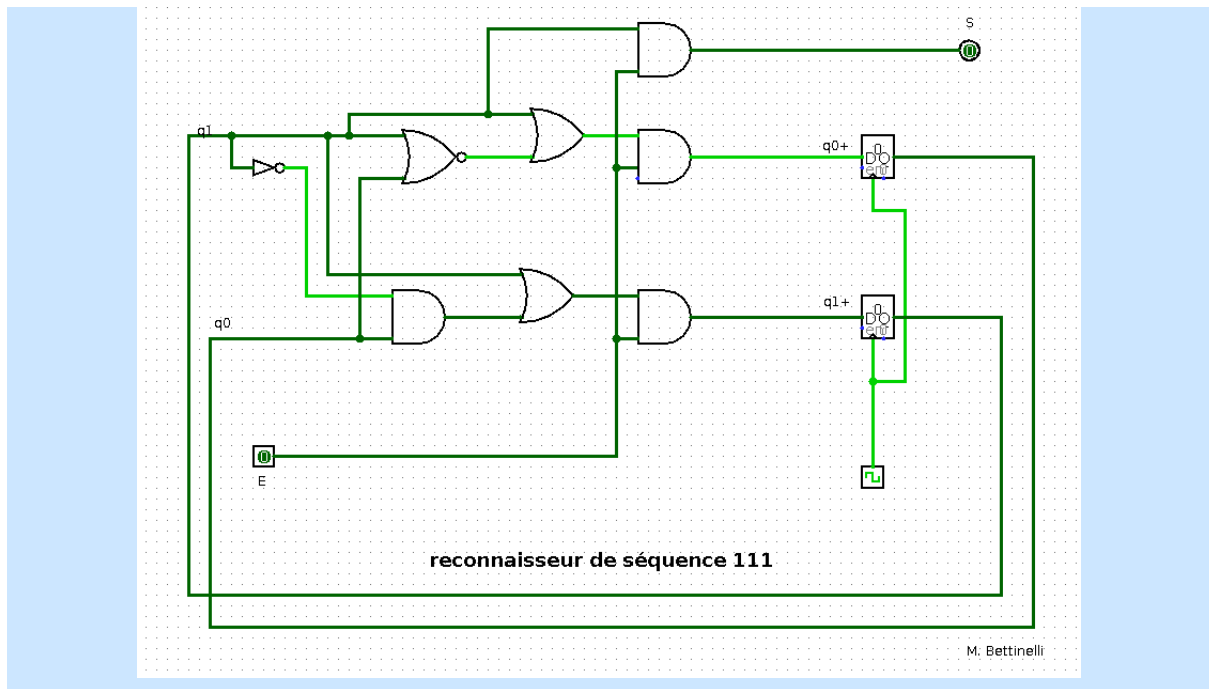 S
q1
q0+
q1+
q0
E
reconnaisseur de séquence 111
M. Bettinelli